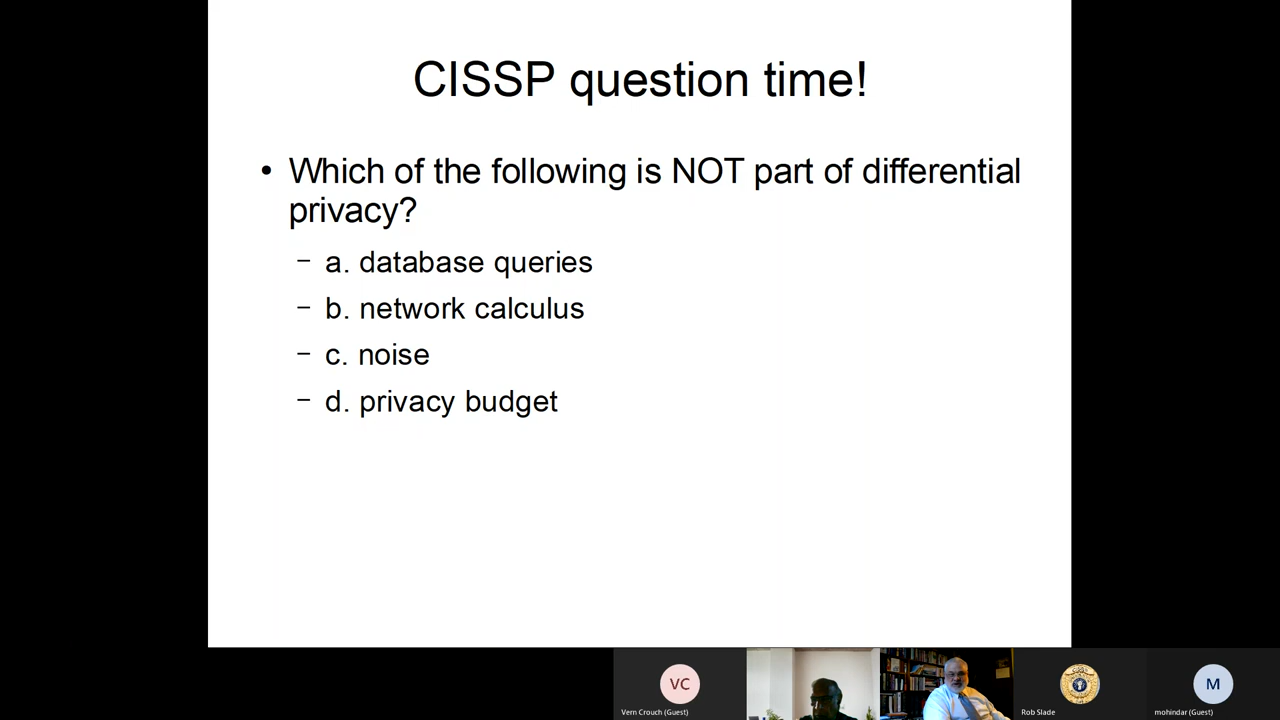 CISSP question time!
• Which of the following is NOT part of differential
privacy?
– a. database queries
– b. network calculus
– c. noise
– d. privacy budget
VC
M
Vern Crouch (Guest)
Rob Slade
mohindar (Guest)